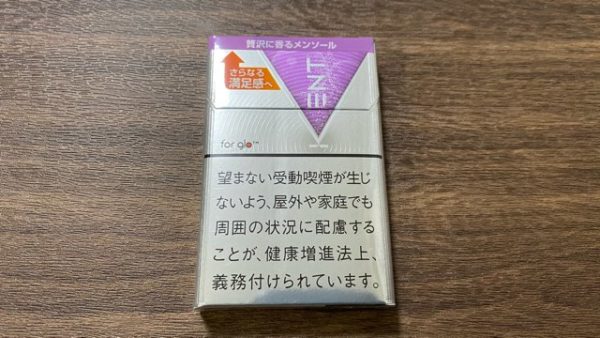 贅沢に香るメンソール
さらなる
満足感へ
KENT
for glo™
望まない受動喫煙が生じ
ないよう、屋外や家庭でも
周囲の状況に配慮する
ことが、健康増進法上、
義務付けられています。